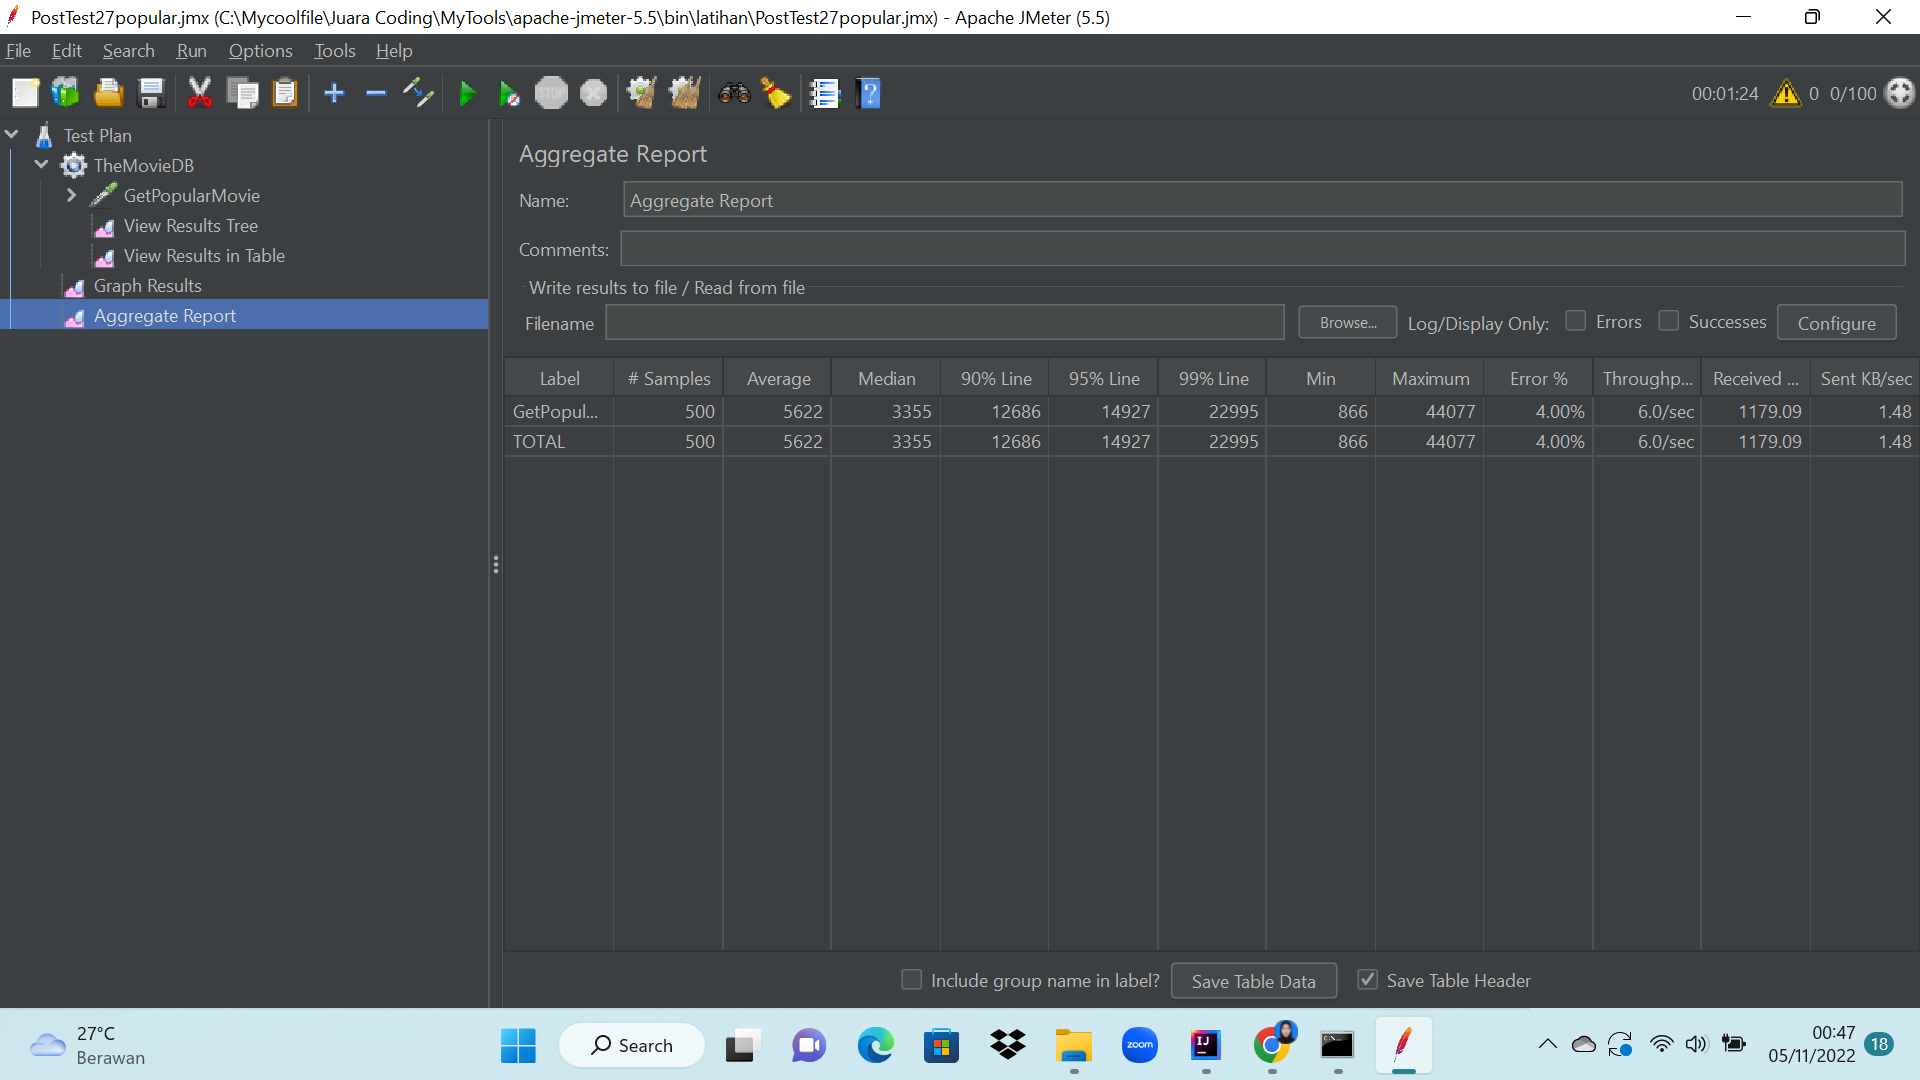 PostTest27popular.jmx (C:\Mycoolfile\Juara Coding\MyTools\apache-jmeter-5.5\bin\latihan\PostTest27popular.jmx) - Apache JMeter (5.5)
File Edit Search Run Options Tools Help
STOP
00:01:24 0 0/100
Test Plan
TheMovieDB
GetPopularMovie
View Results Tree
View Results in Table
Graph Results
Aggregate Report
Aggregate Report
Name: Aggregate Report
Comments:
Write results to file / Read from file
Filename Browse... Log/Display Only: Errors Successes Configure
Label # Samples Average Median 90% Line 95% Line 99% Line Min Maximum Error % Throughp... Received ... Sent KB/sec
GetPopul... 500 5622 3355 12686 14927 22995 866 44077 4.00% 6.0/sec 1179.09 1.48
TOTAL 500 5622 3355 12686 14927 22995 866 44077 4.00% 6.0/sec 1179.09 1.48
Include group name in label? Save Table Data Save Table Header
27°C
Berawan
Search
zoom
IJ
00:47
05/11/2022
18